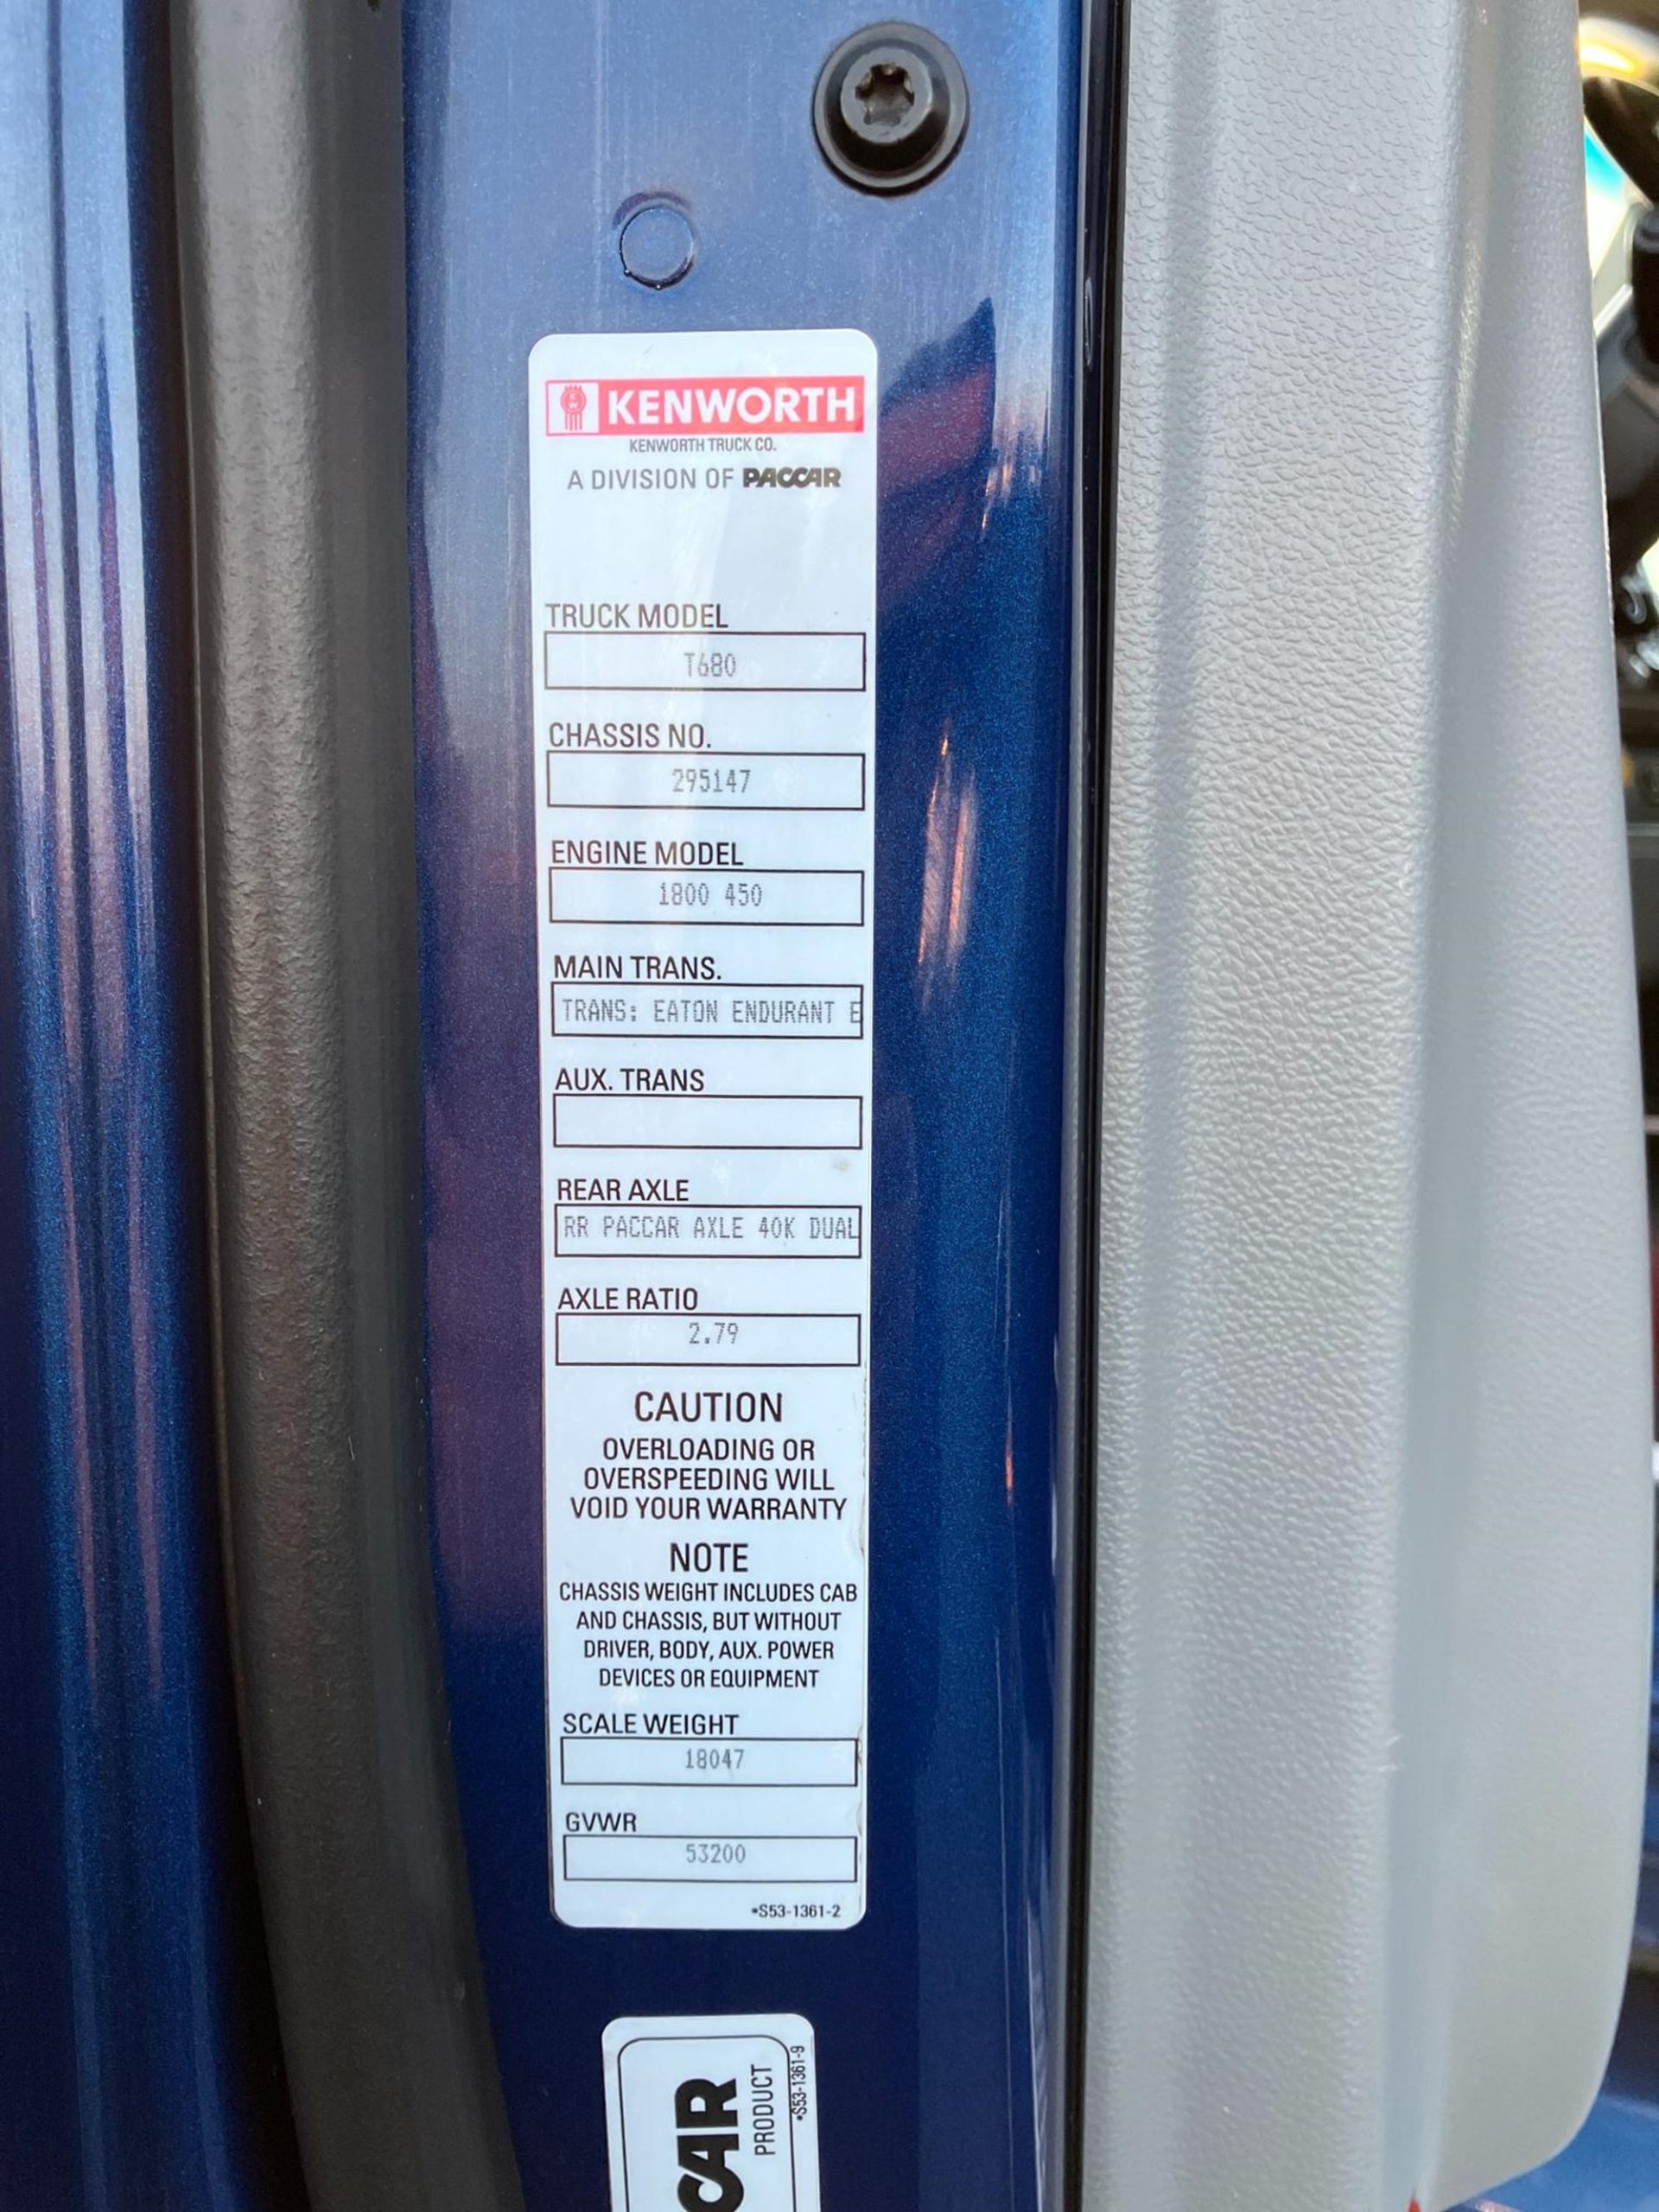 KENWORTH
KENWORTH TRUCK CO.
A DIVISION OF PACCAR
TRUCK MODEL
T680
CHASSIS NO.
295147
ENGINE MODEL
1800 450
MAIN TRANS.
TRANS: EATON ENDURANT E
AUX. TRANS
REAR AXLE
RR PACCAR AXLE 40K DUAL
AXLE RATIO
2.79
CAUTION
OVERLOADING OR
OVERSPEEDING WILL
VOID YOUR WARRANTY
NOTE
CHASSIS WEIGHT INCLUDES CAB
AND CHASSIS, BUT WITHOUT
DRIVER, BODY, AUX. POWER
DEVICES OR EQUIPMENT
SCALE WEIGHT
18047
GVWR
53200
•S53-1361-2
CAR
PRODUCT
•S53-1361-9